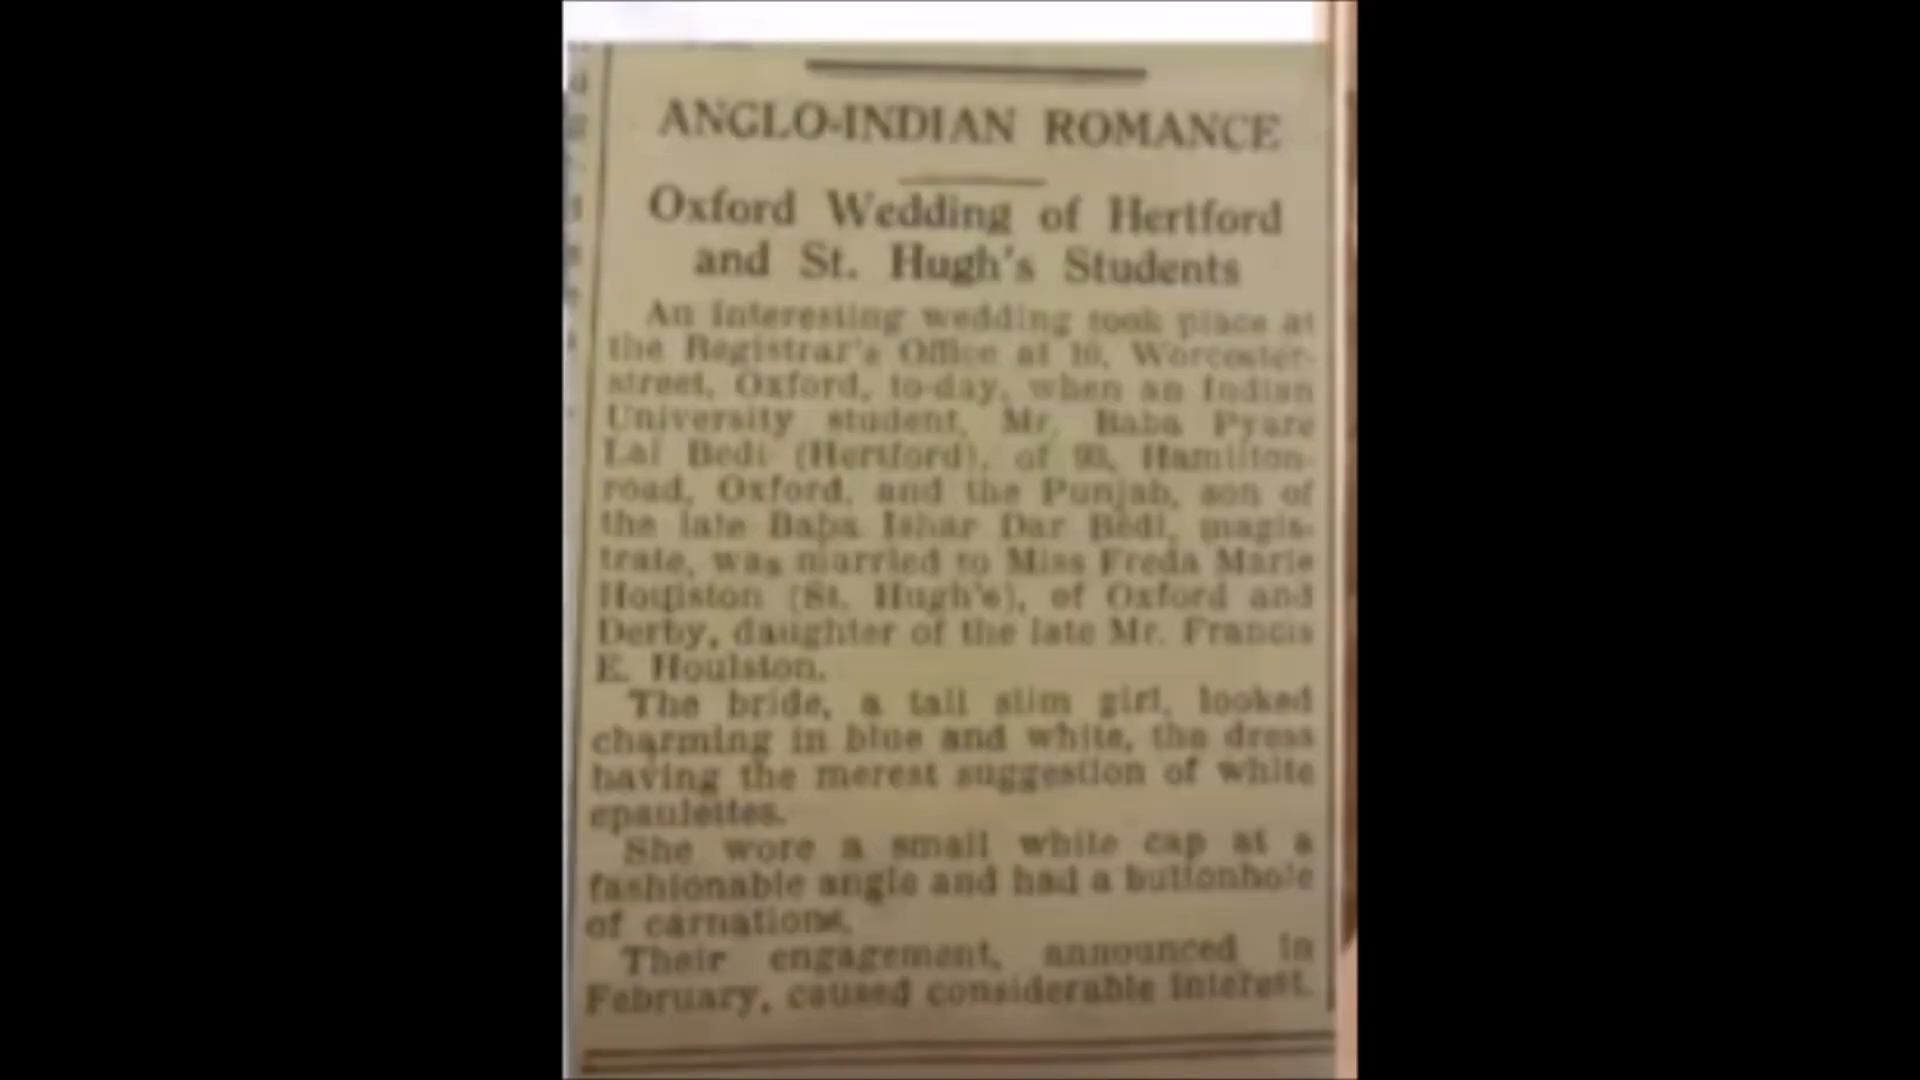 ANGLO-INDIAN ROMANCE
Oxford Wedding of Hertford
and St. Hugh's Students
An interesting wedding took place at
the Registrar's Office at 10, Worcester-
street, Oxford, to-day, when an Indian
University student, Mr. Baba Pyare
Lal Bedi (Hertford), of 93, Hamilton-
road, Oxford, and the Punjab, son of
the late Baba Ishar Dar Bedi, magis-
trate, was married to Miss Freda Marie
Houlston (St. Hugh's), of Oxford and
Derby, daughter of the late Mr. Francis
E. Houlston.
The bride, a tall slim girl, looked
charming in blue and white, the dress
having the merest suggestion of white
epaulettes.
She wore a small white cap at a
fashionable angle and had a buttonhole
of carnations.
Their engagement, announced in
February, caused considerable interest.